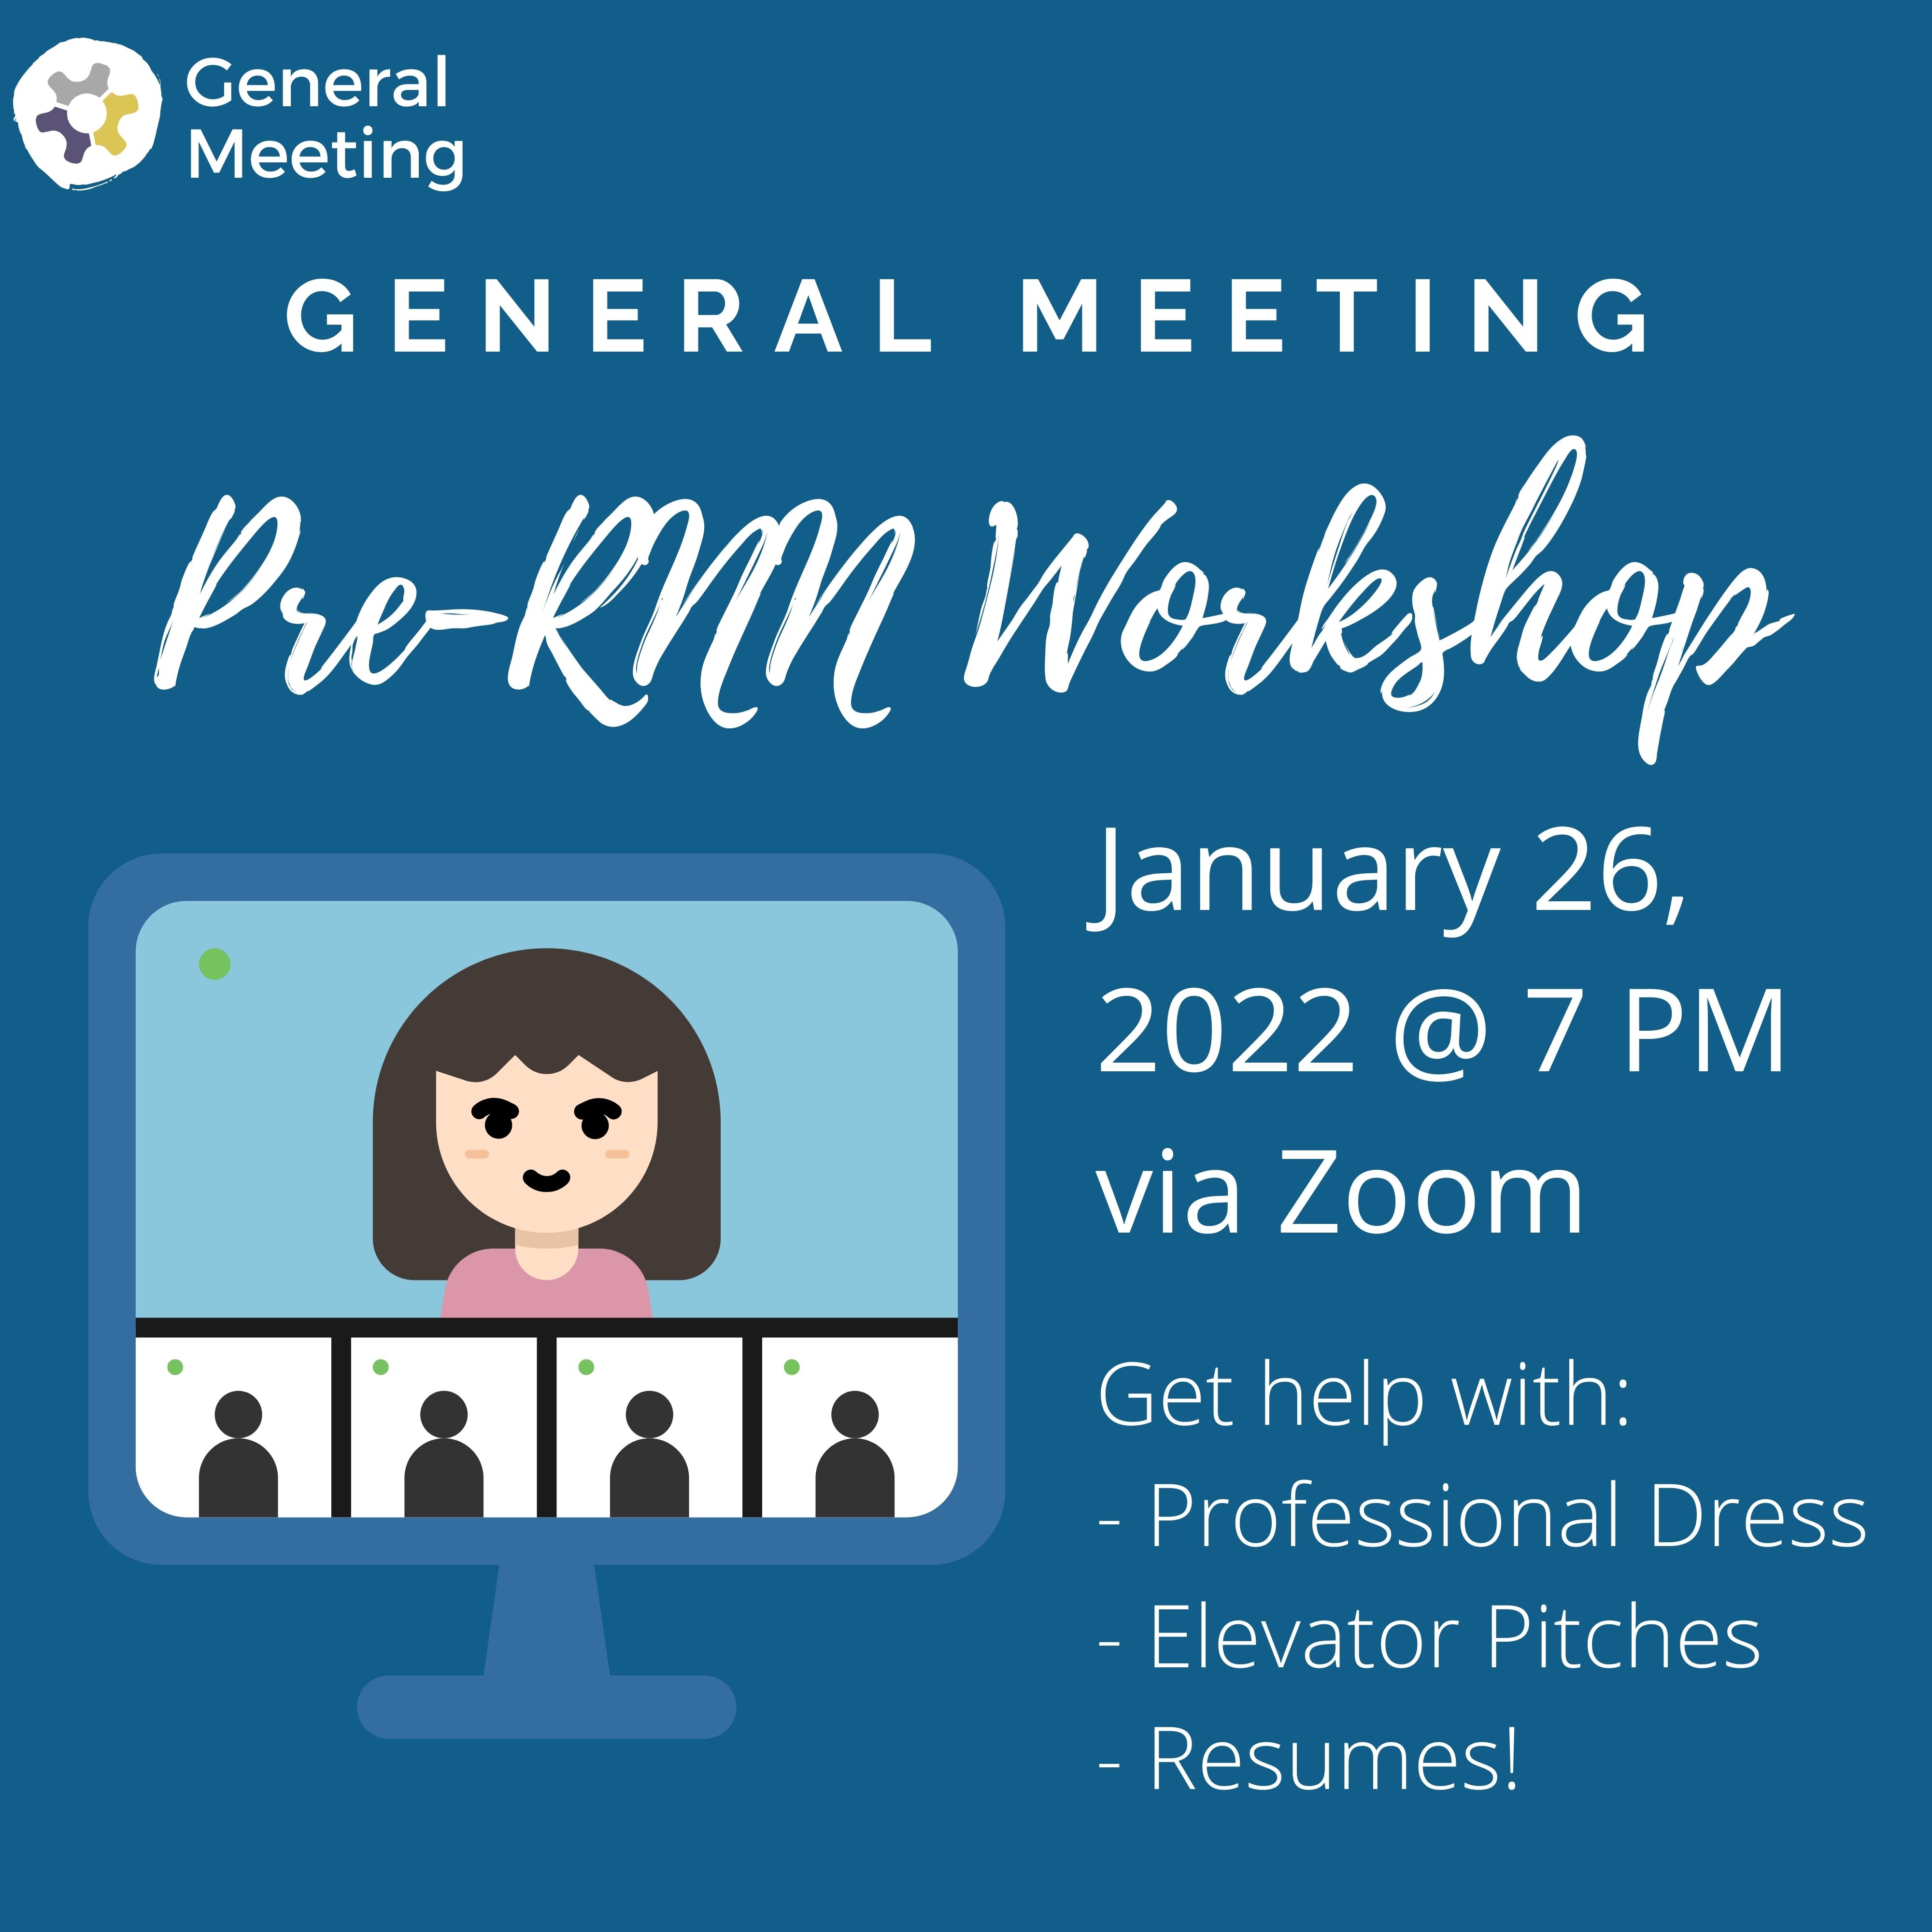 General
Meeting
GENERAL MEETING
Pre-RMM Workshop
January 26,
2022 @ 7 PM
via Zoom
Get help with:
- Professional Dress
- Elevator Pitches
- Resumes!